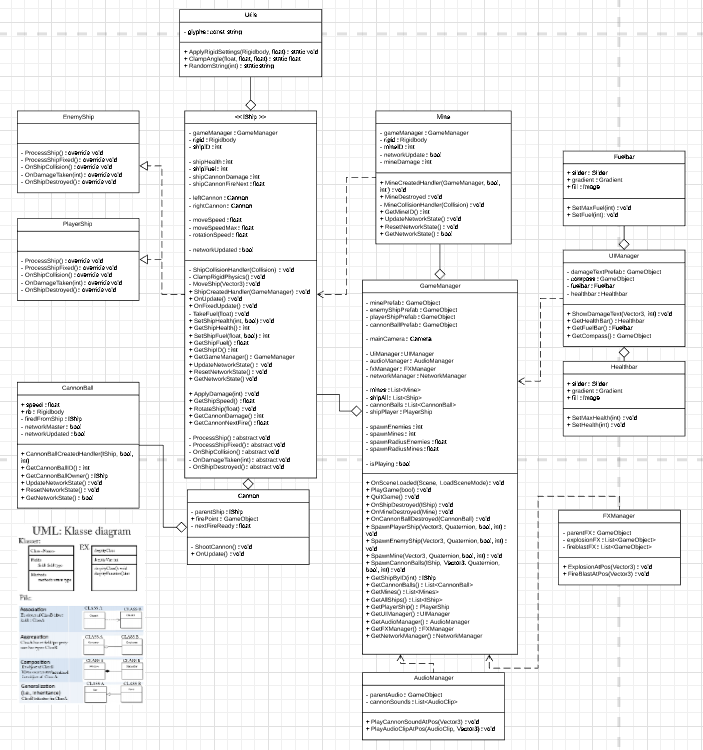 Utils
- glyphs : const string
+ ApplyRigidSettings(Rigidbody, float) : static void
+ ClampAngle(float, float, float) : static float
+ RandomString(int) : static string
EnemyShip
- ProcessShip() : override void
- ProcessShipFixed() : override void
- OnShipCollision() : override void
- OnDamageTaken(int) : override void
- OnShipDestroyed() : override void
PlayerShip
- ProcessShip() : override void
- ProcessShipFixed() : override void
- OnShipCollision() : override void
- OnDamageTaken(int) : override void
- OnShipDestroyed() : override void
<<IShip >>
- gameManager : GameManager
- rigid : Rigidbody
- shipID : int
- shipHealth : int
- shipFuel : int
- shipCannonDamage : int
- shipCannonFireNext : float
- leftCannon : Cannon
- rightCannon : Cannon
- moveSpeed : float
- moveSpeedMax : float
- rotationSpeed : float
- networkUpdated : bool
- ShipCollisionHandler(Collision) : void
- ClampRigidPhysics() : void
- MoveShip(Vector3) : void
+ ShipCreatedHandler(GameManager) : void
+ OnUpdate() : void
+ OnFixedUpdate() : void
- TakeFuel(float) : void
+ SetShipHealth(int, bool) : void
+ GetShipHealth() : int
+ SetShipFuel(float, bool) : void
+ GetShipFuel() : float
+ GetShipID() : int
+ GetGameManager() : GameManager
+ UpdateNetworkState() : void
+ ResetNetworkState() : void
+ GetNetworkState() : void
+ ApplyDamage(int) : void
+ GetShipSpeed() : float
+ RotateShip(float) : void
+ GetCannonDamage() : int
+ GetCannonNextFire() : float
- ProcessShip() : abstract void
- ProcessShipFixed() : abstract void
- OnShipCollision() : abstract void
- OnDamageTaken(int) : abstract void
- OnShipDestroyed() : abstract void
Mine
- gameManager : GameManager
- rigid : Rigidbody
- mineID : int
- networkUpdate : bool
- mineDamage : int
+ MineCreatedHandler(GameManager, bool,
int) : void
+ MineDestroyed : void
- MineCollisionHandler(Collision) : void
+ GetMineID() : int
+ UpdateNetworkState() : void
+ ResetNetworkState() : void
+ GetNetworkState() : bool
Fuelbar
+ slider : Slider
+ gradient : Gradient
+ fill : Image
+ SetMaxFuel(int) : void
+ SetFuel(int) : void
UIManager
- damageTextPrefab : GameObject
- compass : GameObject
- fuelbar : Fuelbar
- healthbar : Healthbar
+ ShowDamageText(Vector3, int) : void
+ GetHealthBar() : Healthbar
+ GetFuelBar() : Fuelbar
+ GetCompass() : GameObject
Healthbar
+ slider : Slider
+ gradient : Gradient
+ fill : Image
+ SetMaxHealth(int) : void
+ SetHealth(int) : void
GameManager
- minePrefab : GameObject
- enemyShipPrefab : GameObject
- playerShipPrefab : GameObject
- cannonBallPrefab : GameObject
- mainCamera : Camera
- UIManager : UIManager
- audioManager : AudioManager
- fxManager : FXManager
- networkManager : NetworkManager
- mines : List<Mine>
- shipAll : List<IShip>
- cannonBalls : List<CannonBall>
- shipPlayer : PlayerShip
- spawnEnemies : int
- spawnMines : int
- spawnRadiusEnemies : float
- spawnRadiusMines : float
- isPlaying : bool
+ OnSceneLoaded(Scene, LoadSceneMode) : void
+ PlayGame(bool) : void
+ QuitGame() : void
+ OnShipDestroyed(IShip) : void
+ OnMineDestroyed(Mine) : void
+ OnCannonBallDestroyed(CannonBall) : void
+ SpawnPlayerShip(Vector3, Quaternion, bool, int) :
void
+ SpawnEnemyShip(Vector3, Quaternion, bool, int) :
void
+ SpawnMine(Vector3, Quaternion, bool, int) : void
+ SpawnCannonBalls(IShip, Vector3, Quaternion,
bool, int) : void
+ GetShipByID(int) : IShip
+ GetCannonBalls() : List<CannonBall>
+ GetMines() : List<Mine>
+ GetAllShips() : List<IShip>
+ GetPlayerShip() : PlayerShip
+ GetUIManager() : UIManager
+ GetAudioManager() : AudioManager
+ GetFXManager() : FXManager
+ GetNetworkManager() : NetworkManager
CannonBall
+ speed : float
+ rb : Rigidbody
- firedFromShip : IShip
- networkMaster : bool
- networkUpdated : bool
+ CannonBallCreatedHandler(IShip, bool,
int) : void
+ GetCannonBallID() : int
+ GetCannonBallOwner() : IShip
+ UpdateNetworkState() : void
+ ResetNetworkState() : void
+ GetNetworkState() : bool
Cannon
- parentShip : IShip
+ firePoint : GameObject
- nextFireReady : float
- ShootCannon() : void
+ OnUpdate() : void
FXManager
- parentFX : GameObject
- explosionFX : List<GameObject>
- fireblastFX : List<GameObject>
+ ExplosionAtPos(Vector3) : void
+ FireBlastAtPos(Vector3) : void
AudioManager
- parentAudio : GameObject
- cannonSounds : List<AudioClip>
+ PlayCannonSoundAtPos(Vector3) : void
+ PlayAudioClipAtPos(AudioClip, Vector3) : void
UML: Klasse diagram
Klasser:
EX
Pile:
Association
CLASS A CLASS B
Aggregation
CLASS A CLASS B
Composition
CLASS A CLASS B
Generalization
(i.e., inheritance)
CLASS A CLASS B